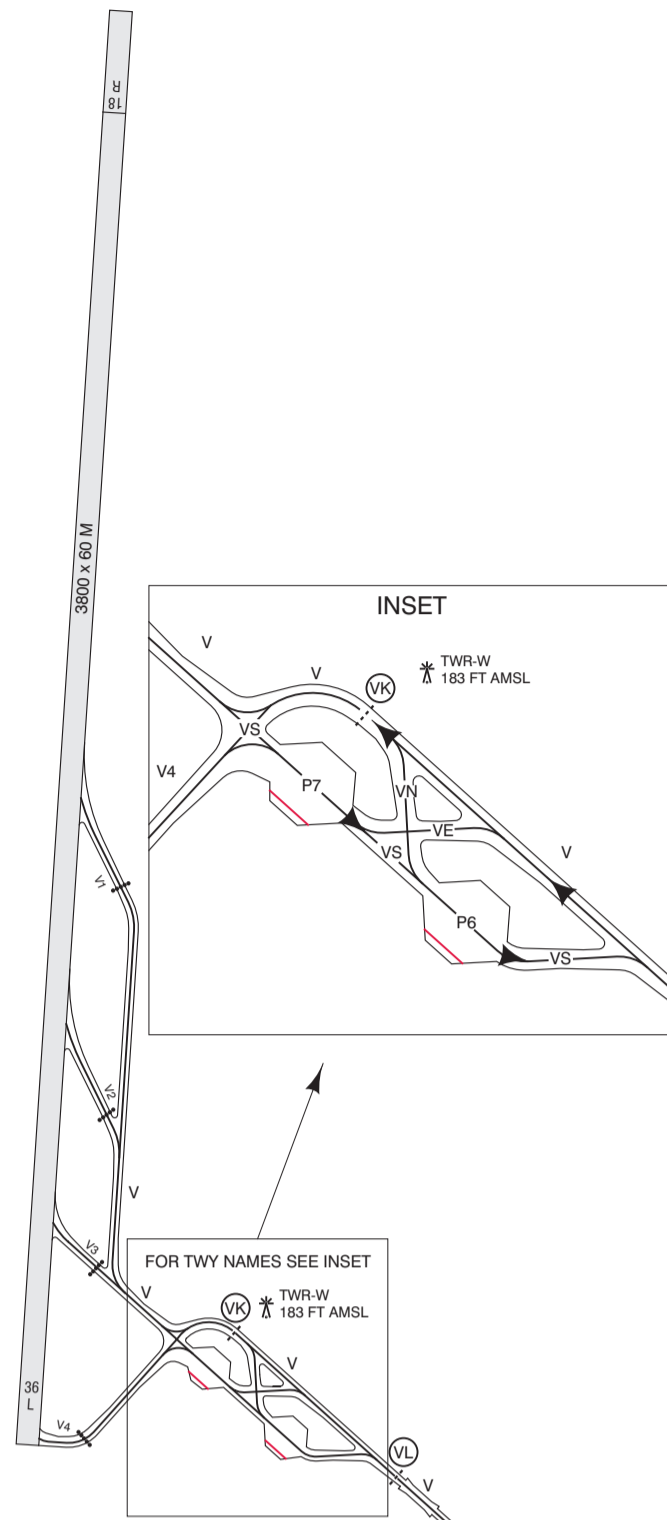 18
R
3800 x 60 M
INSET
V
V
VK
TWR-W
183 FT AMSL
VS
V4
P7
VN
VE
VS
V
P6
VS
V1
V2
V
V3
V
FOR TWY NAMES SEE INSET
VK
TWR-W
183 FT AMSL
V
36
L
V4
VL
V